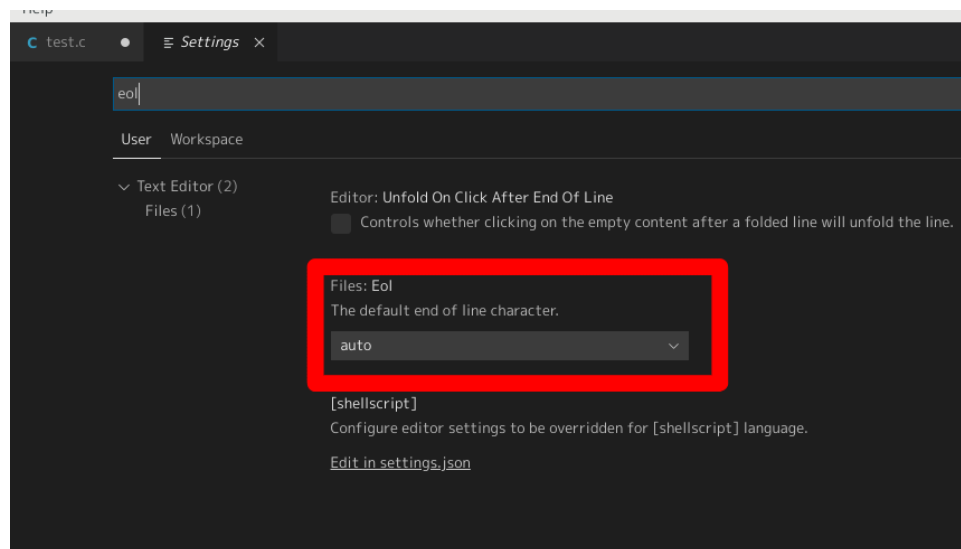 Help
test.c
Settings
eol
User Workspace
Text Editor (2)
Files (1)
Editor: Unfold On Click After End Of Line
Controls whether clicking on the empty content after a folded line will unfold the line.
Files: Eol
The default end of line character.
auto
[shellscript]
Configure editor settings to be overridden for [shellscript] language.
Edit in settings.json